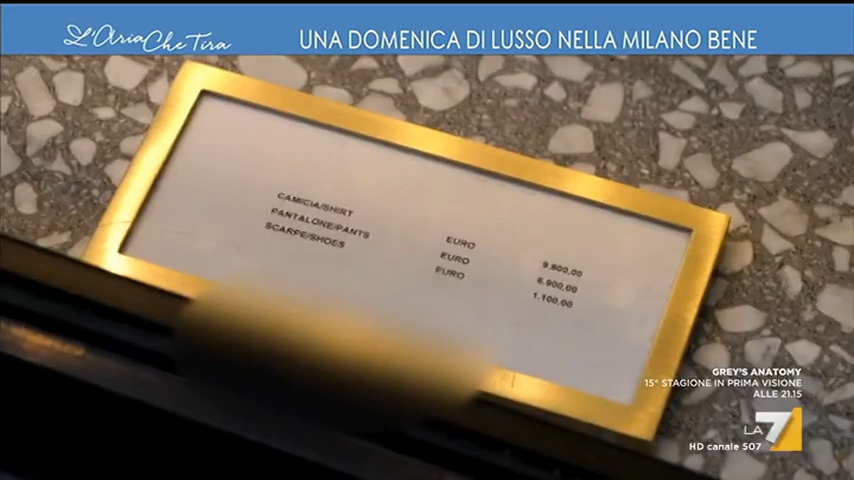 L'Aria Che Tira
UNA DOMENICA DI LUSSO NELLA MILANO BENE
CAMICIA/SHIRT EURO 9.800,00
PANTALONE/PANTS EURO 6.900,00
SCARPE/SHOES EURO 1.100,00
GREY'S ANATOMY
15ª STAGIONE IN PRIMA VISIONE
ALLE 21.15
LA7
HD canale 507